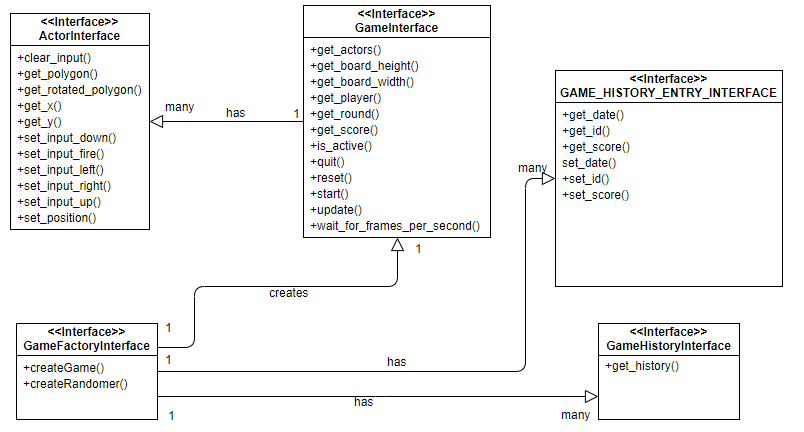 <<Interface>>
ActorInterface
+clear_input()
+get_polygon()
+get_rotated_polygon()
+get_x()
+get_y()
+set_input_down()
+set_input_fire()
+set_input_left()
+set_input_right()
+set_input_up()
+set_position()
many
has
1
<<Interface>>
GameInterface
+get_actors()
+get_board_height()
+get_board_width()
+get_player()
+get_round()
+get_score()
+is_active()
+quit()
+reset()
+start()
+update()
+wait_for_frames_per_second()
1
<<Interface>>
GAME_HISTORY_ENTRY_INTERFACE
+get_date()
+get_id()
+get_score()
set_date()
+set_id()
+set_score()
many
creates
1
<<Interface>>
GameFactoryInterface
+createGame()
+createRandomer()
1
has
1
has
many
<<Interface>>
GameHistoryInterface
+get_history()